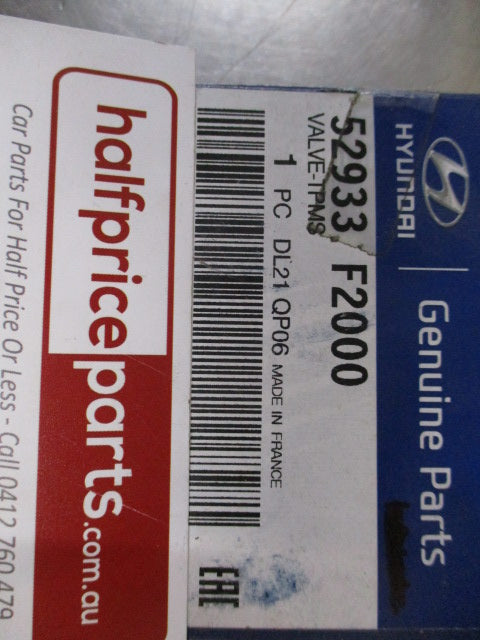 HYUNDAI | Genuine Parts
52933 F2000
VALVE-TPMS
1 PC DL21 QP06 MADE IN FRANCE
EAC
halfpriceparts.com.au
Car Parts For Half Price Or Less - Call 0412 760 479